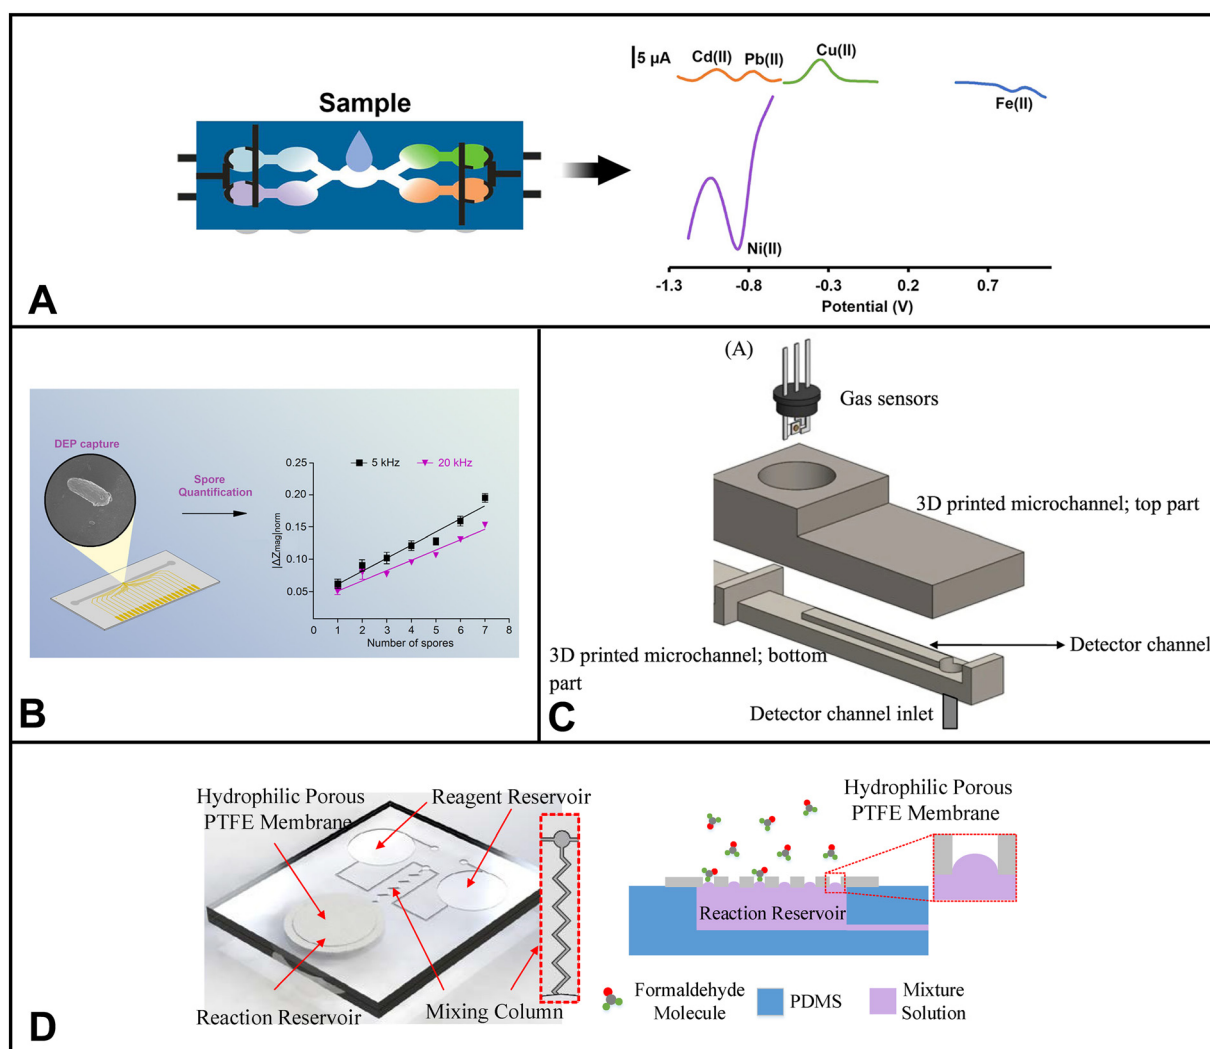 Sample
5 µA
Cd(II)
Pb(II)
Cu(II)
Fe(II)
Ni(II)
-1.3
-0.8
-0.3
0.2
0.7
Potential (V)
A
DEP capture
Spore
Quantification
5 kHz
20 kHz
|ΔZmag|norm
0.25
0.20
0.15
0.10
0.05
0 1 2 3 4 5 6 7 8
Number of spores
B
(A)
Gas sensors
3D printed microchannel; top part
Detector channel
3D printed microchannel; bottom
part
Detector channel inlet
C
Hydrophilic Porous
PTFE Membrane
Reagent Reservoir
Reaction Reservoir
Mixing Column
Hydrophilic Porous
PTFE Membrane
Reaction Reservoir
Formaldehyde
Molecule
PDMS
Mixture
Solution
D